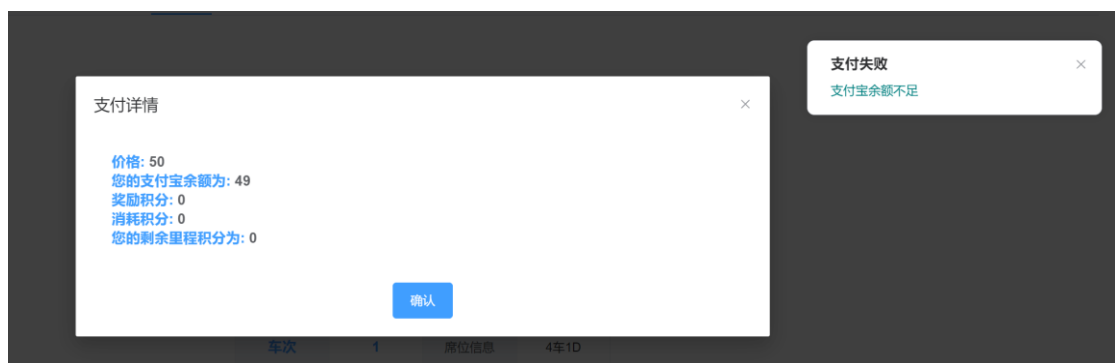 支付失败
支付宝余额不足
支付详情
价格: 50
您的支付宝余额为: 49
奖励积分: 0
消耗积分: 0
您的剩余里程积分为: 0
确认
车次 1 席位信息 4车1D